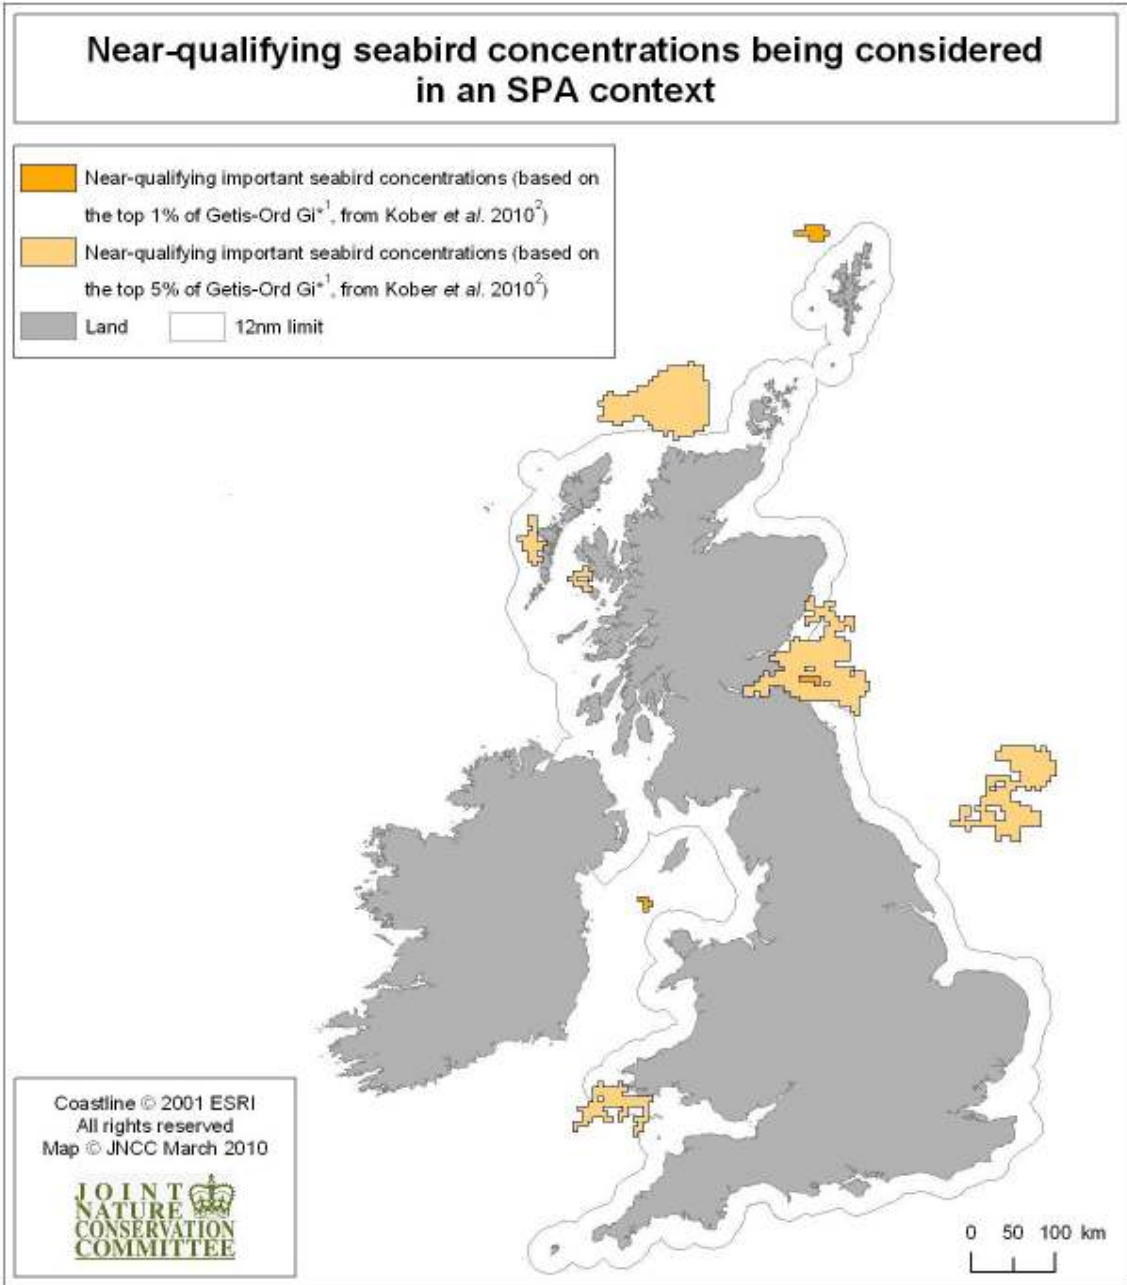 Near-qualifying seabird concentrations being considered
in an SPA context
Near-qualifying important seabird concentrations (based on
the top 1% of Getis-Ord Gi*¹, from Kober et al. 2010²)
Near-qualifying important seabird concentrations (based on
the top 5% of Getis-Ord Gi*¹, from Kober et al. 2010²)
Land 12nm limit
Coastline © 2001 ESRI
All rights reserved
Map © JNCC March 2010
JOINT
NATURE
CONSERVATION
COMMITTEE
0 50 100 km